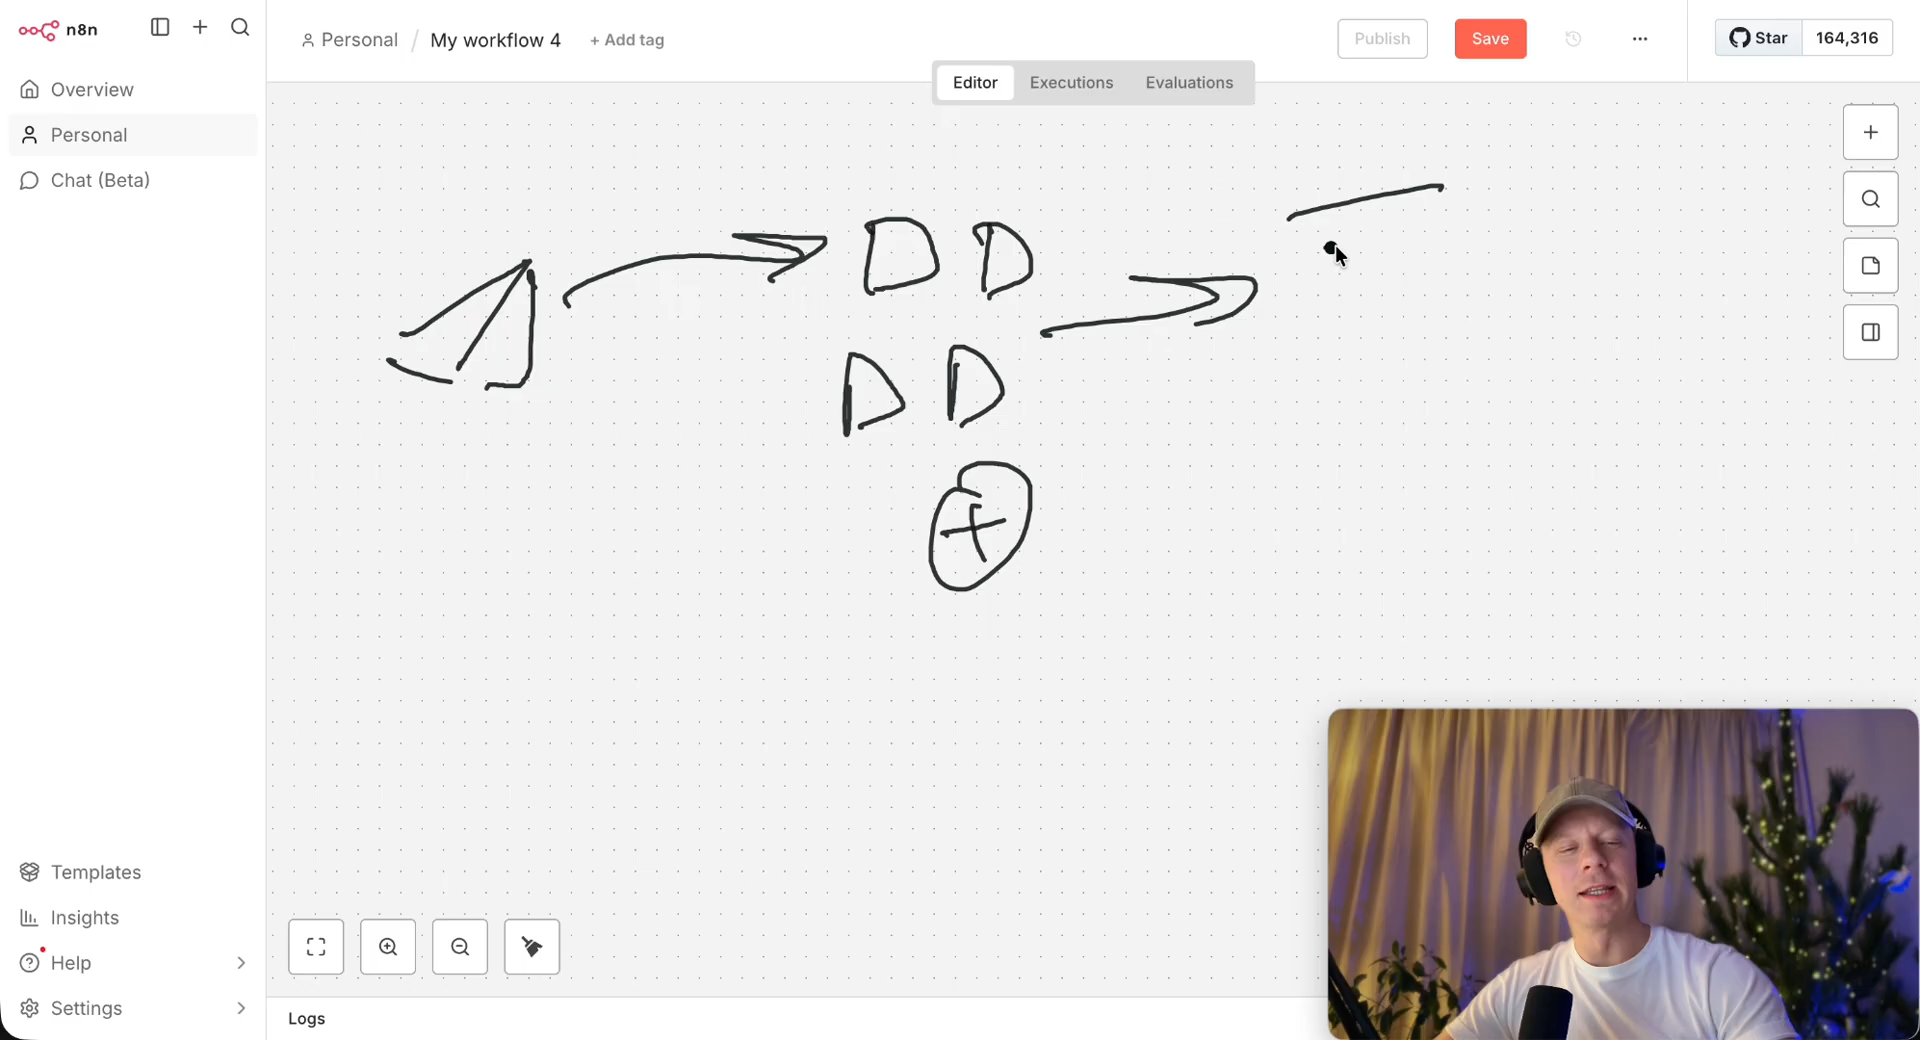 n8n
Personal / My workflow 4 + Add tag
Publish
Save
Star 164,316
Editor Executions Evaluations
Overview
Personal
Chat (Beta)
D D
D D
+
Templates
Insights
Help
Settings
Logs